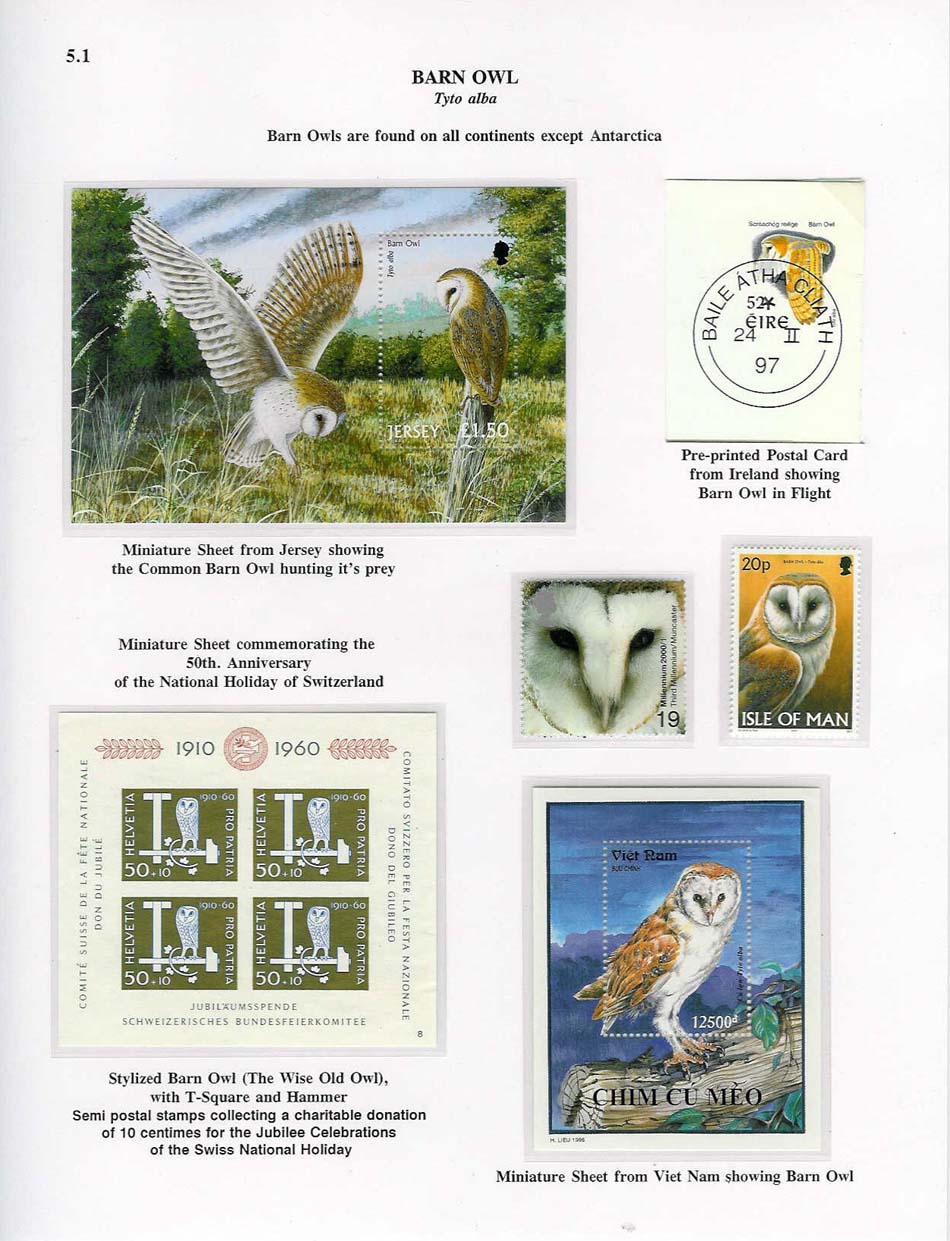 5.1
BARN OWL
Tyto alba
Barn Owls are found on all continents except Antarctica
Barn Owl
Tyto alba
JERSEY £1.50
Miniature Sheet from Jersey showing
the Common Barn Owl hunting it's prey
Scréachóg reilige Barn Owl
BAILE ÁTHA CLIATH
52
ÉIRE
24 II
97
Pre-printed Postal Card
from Ireland showing
Barn Owl in Flight
Millennium 2000/1
Third Millennium/Muncaster
19
20p
BARN OWL • Tyto alba
ISLE OF MAN
Miniature Sheet commemorating the
50th. Anniversary
of the National Holiday of Switzerland
1910 1960
COMITÉ SUISSE DE LA FÊTE NATIONALE
DON DU JUBILÉ
COMITATO SVIZZERO PER LA FESTA NAZIONALE
DONO DEL GIUBILEO
HELVETIA
1910-60
PRO PATRIA
50+10
HELVETIA
1910-60
PRO PATRIA
50+10
HELVETIA
1910-60
PRO PATRIA
50+10
HELVETIA
1910-60
PRO PATRIA
50+10
JUBILÄUMSSPENDE
SCHWEIZERISCHES BUNDESFEIERKOMITEE
8
Stylized Barn Owl (The Wise Old Owl),
with T-Square and Hammer
Semi postal stamps collecting a charitable donation
of 10 centimes for the Jubilee Celebrations
of the Swiss National Holiday
Việt Nam
BƯU CHÍNH
alba
12500đ
CHIM CÚ MÈO
H. LIEU 1996
Miniature Sheet from Viet Nam showing Barn Owl